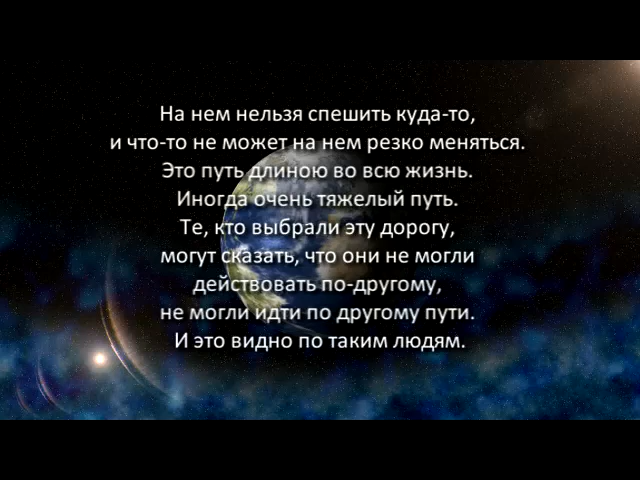 На нем нельзя спешить куда-то,
и что-то не может на нем резко меняться.
Это путь длиною во всю жизнь.
Иногда очень тяжелый путь.
Те, кто выбрали эту дорогу,
могут сказать, что они не могли
действовать по-другому,
не могли идти по другому пути.
И это видно по таким людям.